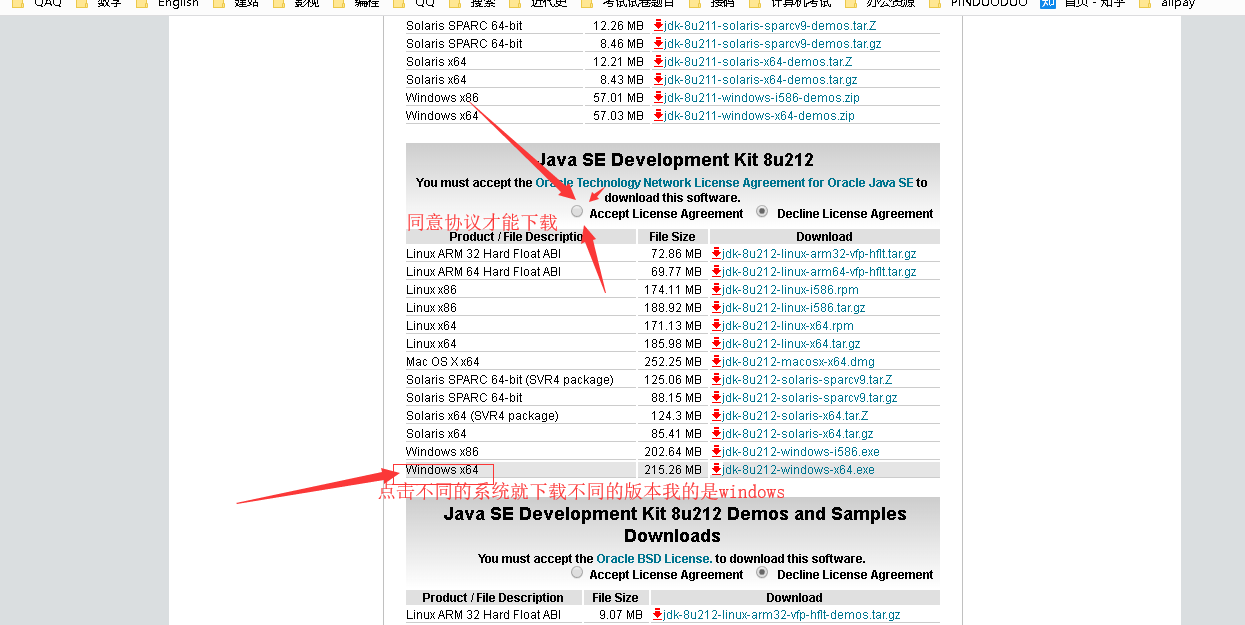 QAQ 数字 English 建站 影视 编程 QQ 搜索 近代史 考试试卷题目 接码 计算机考试 办公资源 PINDUODUO 知 首页 - 知乎 alipay
Solaris SPARC 64-bit 12.26 MB jdk-8u211-solaris-sparcv9-demos.tar.Z
Solaris SPARC 64-bit 8.46 MB jdk-8u211-solaris-sparcv9-demos.tar.gz
Solaris x64 12.21 MB jdk-8u211-solaris-x64-demos.tar.Z
Solaris x64 8.43 MB jdk-8u211-solaris-x64-demos.tar.gz
Windows x86 57.01 MB jdk-8u211-windows-i586-demos.zip
Windows x64 57.03 MB jdk-8u211-windows-x64-demos.zip
Java SE Development Kit 8u212
You must accept the Oracle Technology Network License Agreement for Oracle Java SE to
download this software.
Accept License Agreement Decline License Agreement
同意协议才能下载
Product / File Description File Size Download
Linux ARM 32 Hard Float ABI 72.86 MB jdk-8u212-linux-arm32-vfp-hflt.tar.gz
Linux ARM 64 Hard Float ABI 69.77 MB jdk-8u212-linux-arm64-vfp-hflt.tar.gz
Linux x86 174.11 MB jdk-8u212-linux-i586.rpm
Linux x86 188.92 MB jdk-8u212-linux-i586.tar.gz
Linux x64 171.13 MB jdk-8u212-linux-x64.rpm
Linux x64 185.98 MB jdk-8u212-linux-x64.tar.gz
Mac OS X x64 252.25 MB jdk-8u212-macosx-x64.dmg
Solaris SPARC 64-bit (SVR4 package) 125.06 MB jdk-8u212-solaris-sparcv9.tar.Z
Solaris SPARC 64-bit 88.15 MB jdk-8u212-solaris-sparcv9.tar.gz
Solaris x64 (SVR4 package) 124.3 MB jdk-8u212-solaris-x64.tar.Z
Solaris x64 85.41 MB jdk-8u212-solaris-x64.tar.gz
Windows x86 202.64 MB jdk-8u212-windows-i586.exe
Windows x64 215.26 MB jdk-8u212-windows-x64.exe
点击不同的系统就下载不同的版本我的是windows
Java SE Development Kit 8u212 Demos and Samples
Downloads
You must accept the Oracle BSD License. to download this software.
Accept License Agreement Decline License Agreement
Product / File Description File Size Download
Linux ARM 32 Hard Float ABI 9.07 MB jdk-8u212-linux-arm32-vfp-hflt-demos.tar.gz